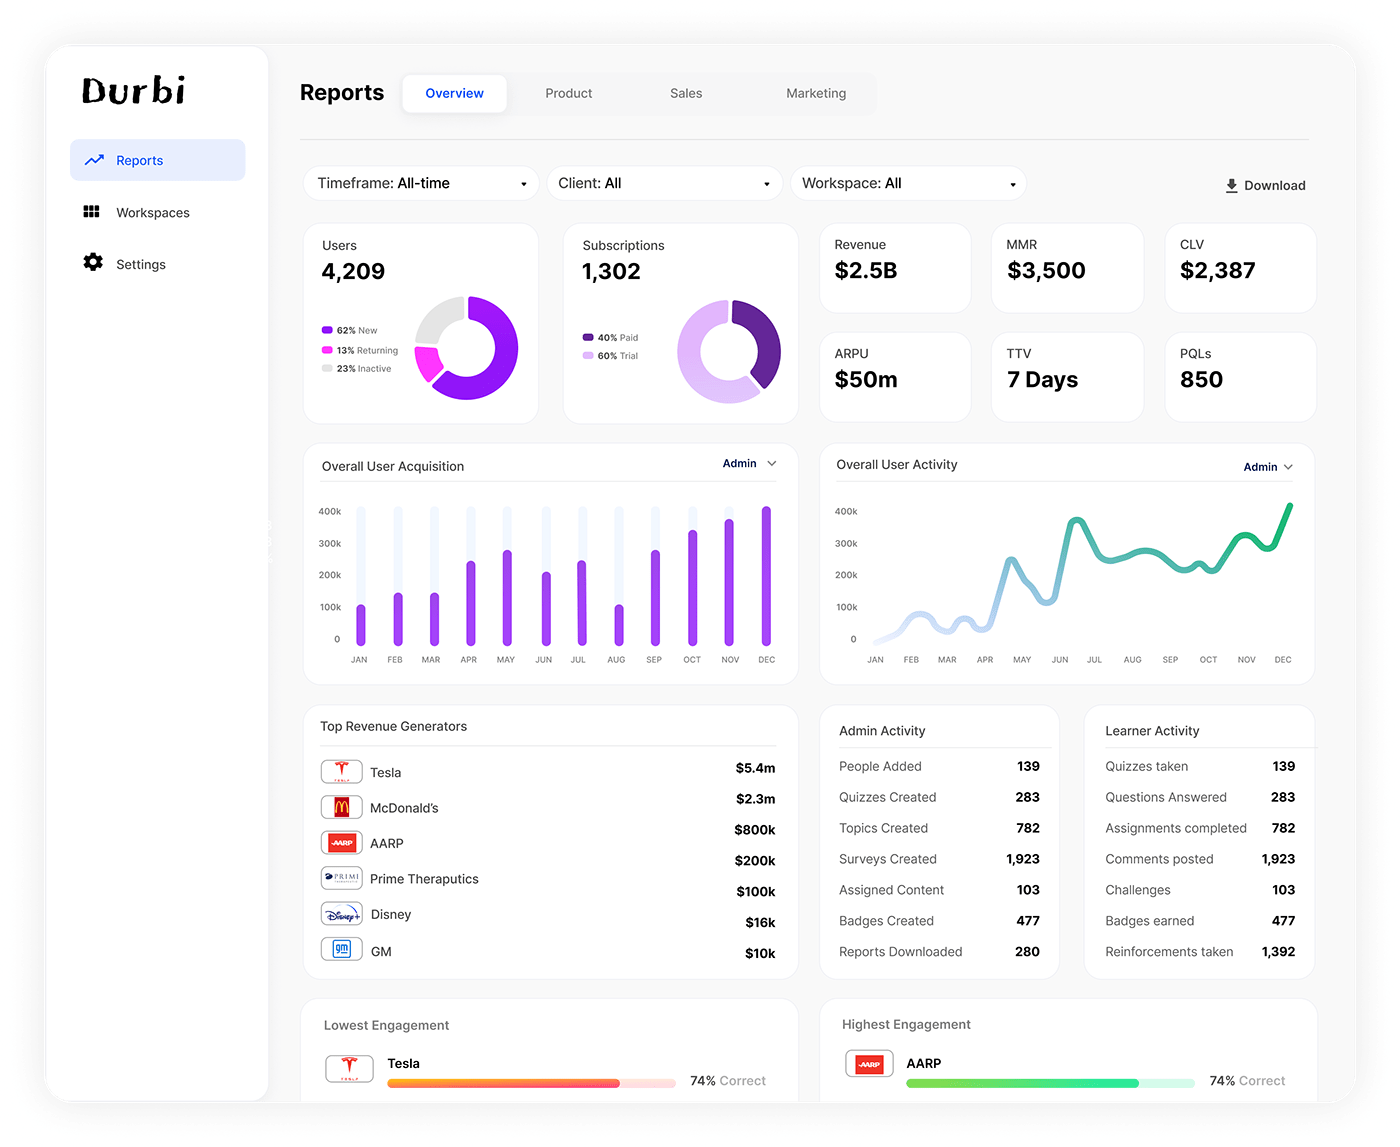 Durbi
Reports
Workspaces
Settings
Reports
Overview
Product
Sales
Marketing
Timeframe: All-time
Client: All
Workspace: All
Download
Users
4,209
62% New
13% Returning
23% Inactive
Subscriptions
1,302
40% Paid
60% Trial
Revenue
$2.5B
MMR
$3,500
CLV
$2,387
ARPU
$50m
TTV
7 Days
PQLs
850
Overall User Acquisition
Admin
400k
300k
200k
100k
0
JAN FEB MAR APR MAY JUN JUL AUG SEP OCT NOV DEC
Overall User Activity
Admin
400k
300k
200k
100k
0
JAN FEB MAR APR MAY JUN JUL AUG SEP OCT NOV DEC
Top Revenue Generators
TESLA
Tesla
$5.4m
McDonald's
$2.3m
AARP
AARP
$800k
PRIME
Prime Theraputics
$200k
$100k
Disney+
Disney
$16k
gm
GM
$10k
Admin Activity
People Added 139
Quizzes Created 283
Topics Created 782
Surveys Created 1,923
Assigned Content 103
Badges Created 477
Reports Downloaded 280
Learner Activity
Quizzes taken 139
Questions Answered 283
Assignments completed 782
Comments posted 1,923
Challenges 103
Badges earned 477
Reinforcements taken 1,392
Lowest Engagement
TESLA
Tesla
74% Correct
Highest Engagement
AARP
AARP
74% Correct